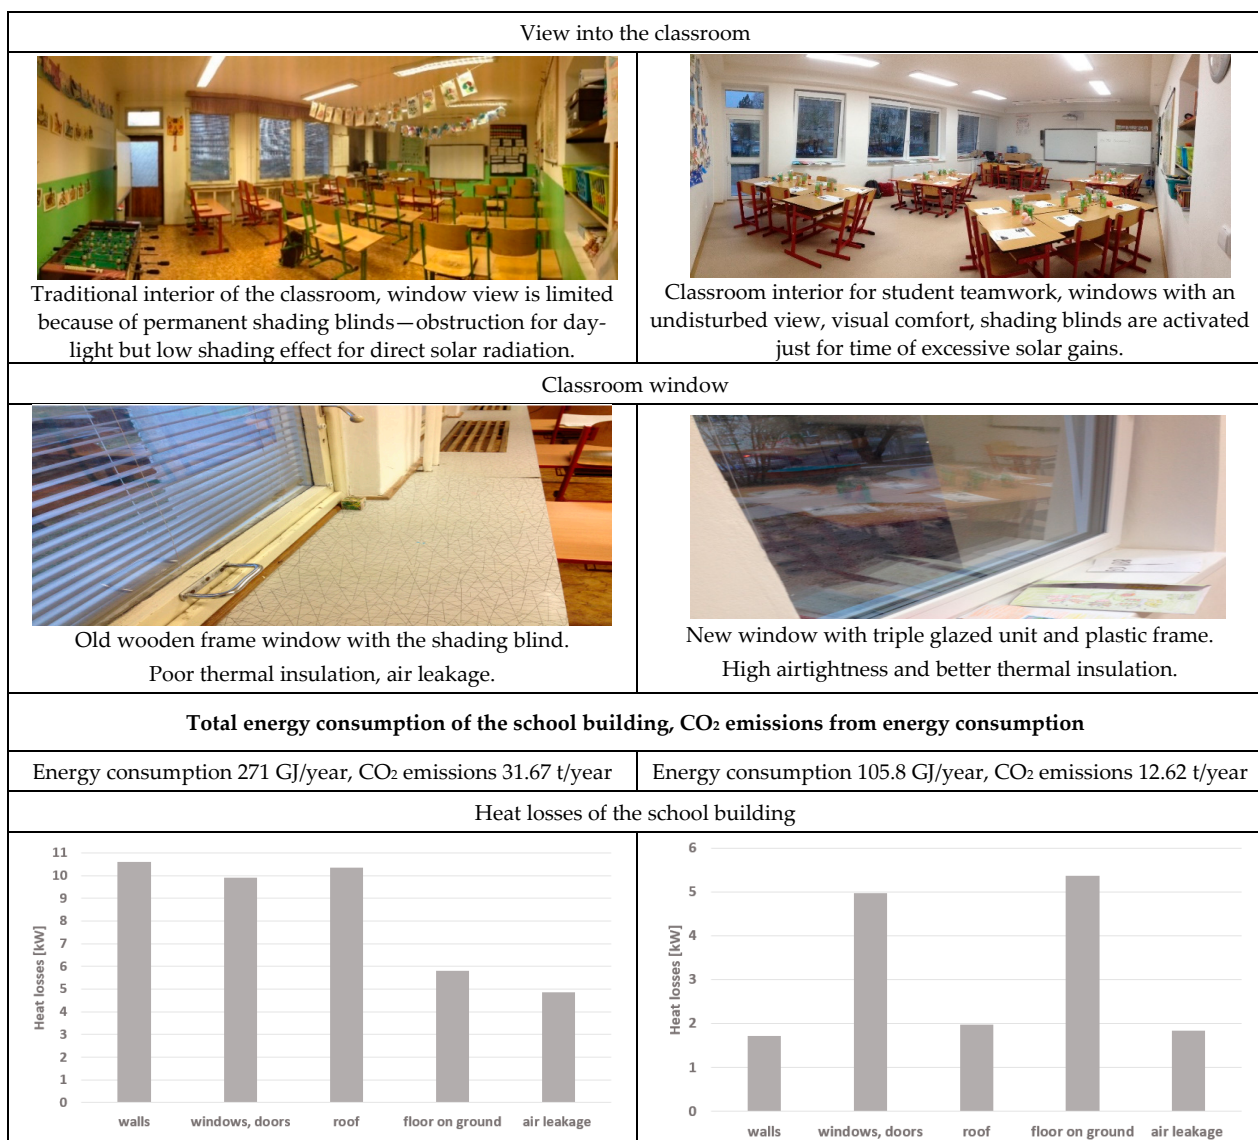 View into the classroom
Traditional interior of the classroom, window view is limited
because of permanent shading blinds—obstruction for day-
light but low shading effect for direct solar radiation.
Classroom interior for student teamwork, windows with an
undisturbed view, visual comfort, shading blinds are activated
just for time of excessive solar gains.
Classroom window
Old wooden frame window with the shading blind.
Poor thermal insulation, air leakage.
New window with triple glazed unit and plastic frame.
High airtightness and better thermal insulation.
Total energy consumption of the school building, CO₂ emissions from energy consumption
Energy consumption 271 GJ/year, CO₂ emissions 31.67 t/year
Energy consumption 105.8 GJ/year, CO₂ emissions 12.62 t/year
Heat losses of the school building
Heat losses [kW]
11
10
9
8
7
6
5
4
3
2
1
0
walls windows, doors roof floor on ground air leakage
Heat losses [kW]
6
5
4
3
2
1
0
walls windows, doors roof floor on ground air leakage